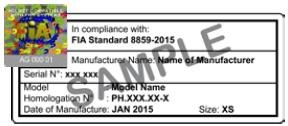 HELMET COMPATIBLE
FIA
AG 000 01
In compliance with:
FIA Standard 8859-2015
Manufacturer Name: Name of Manufacturer
Serial N°: xxx xxx
Model : Model Name
Homologation N° : PH.XXX.XX-X
Date of Manufacture: JAN 2015 Size: XS
SAMPLE